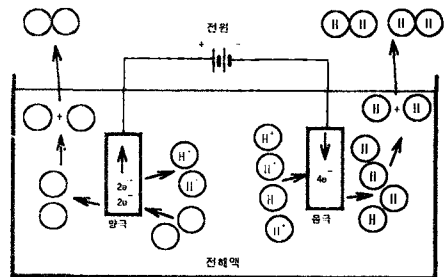 전원
H H H H
+ -
+ H + H
H⁺
H⁺ H
2e⁻ H⁺ 4e⁻ H
2e⁻ H⁺ H H
H⁺ H
양극 음극
전해액